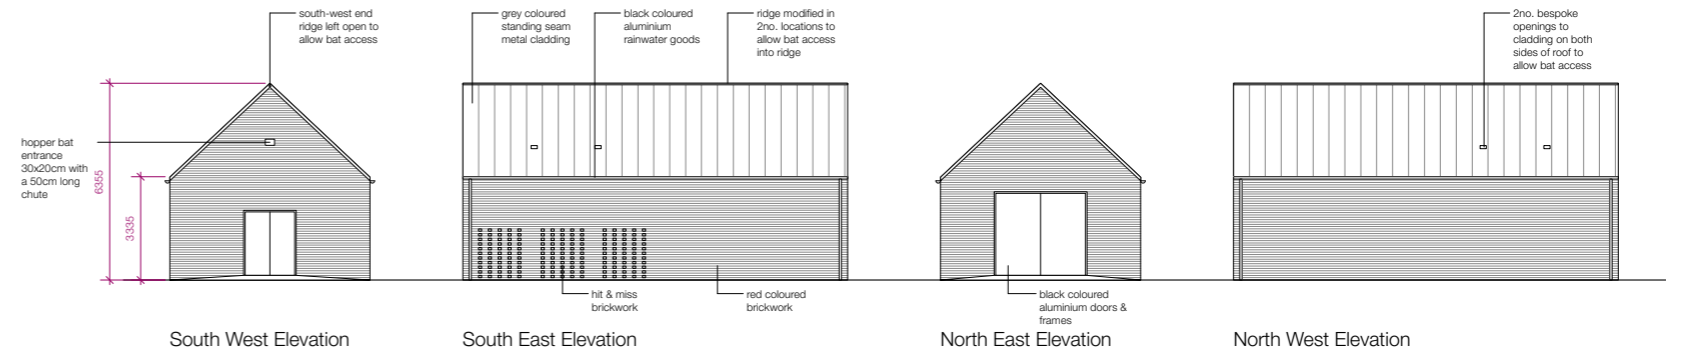 south-west end
ridge left open to
allow bat access
grey coloured
standing seam
metal cladding
black coloured
aluminium
rainwater goods
ridge modified in
2no. locations to
allow bat access
into ridge
2no. bespoke
openings to
cladding on both
sides of roof to
allow bat access
hopper bat
entrance
30x20cm with
a 50cm long
chute
6355
3335
hit & miss
brickwork
red coloured
brickwork
black coloured
aluminium doors &
frames
South West Elevation
South East Elevation
North East Elevation
North West Elevation